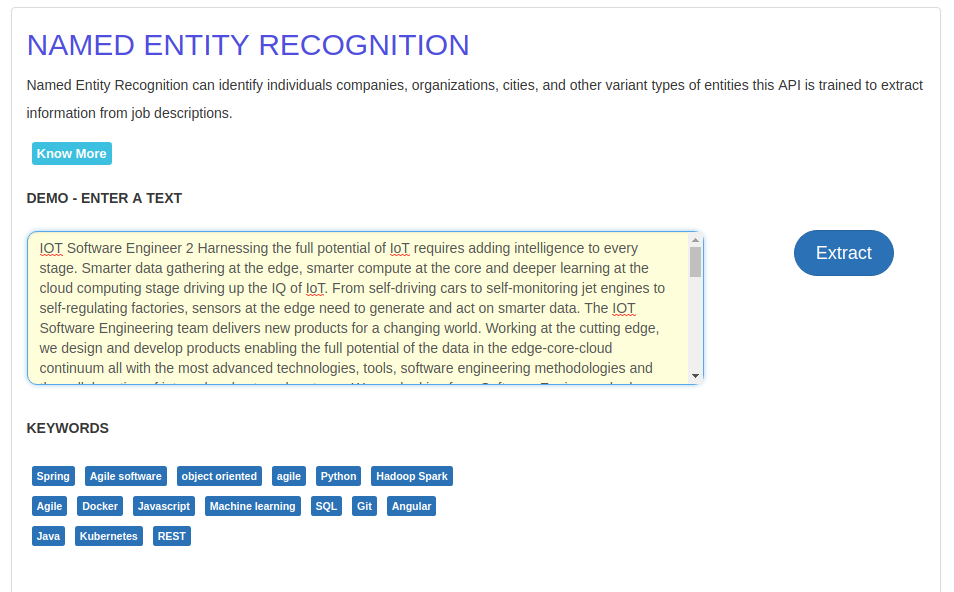 NAMED ENTITY RECOGNITION
Named Entity Recognition can identify individuals companies, organizations, cities, and other variant types of entities this API is trained to extract
information from job descriptions.
Know More
DEMO - ENTER A TEXT
IOT Software Engineer 2 Harnessing the full potential of IoT requires adding intelligence to every
stage. Smarter data gathering at the edge, smarter compute at the core and deeper learning at the
cloud computing stage driving up the IQ of IoT. From self-driving cars to self-monitoring jet engines to
self-regulating factories, sensors at the edge need to generate and act on smarter data. The IOT
Software Engineering team delivers new products for a changing world. Working at the cutting edge,
we design and develop products enabling the full potential of the data in the edge-core-cloud
continuum all with the most advanced technologies, tools, software engineering methodologies and
Extract
KEYWORDS
Spring Agile software object oriented agile Python Hadoop Spark
Agile Docker Javascript Machine learning SQL Git Angular
Java Kubernetes REST